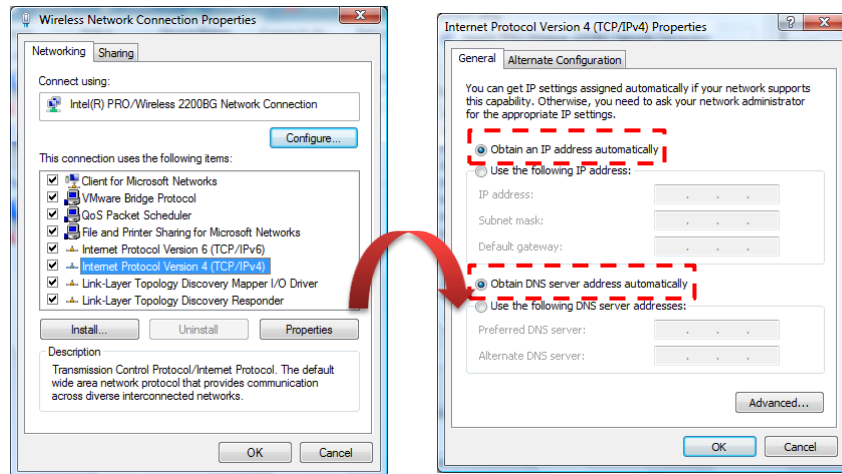 Wireless Network Connection Properties
Networking
Sharing
Connect using:
Intel(R) PRO/Wireless 2200BG Network Connection
Configure...
This connection uses the following items:
Client for Microsoft Networks
VMware Bridge Protocol
QoS Packet Scheduler
File and Printer Sharing for Microsoft Networks
Internet Protocol Version 6 (TCP/IPv6)
Internet Protocol Version 4 (TCP/IPv4)
Link-Layer Topology Discovery Mapper I/O Driver
Link-Layer Topology Discovery Responder
Install...
Uninstall
Properties
Description
Transmission Control Protocol/Internet Protocol. The default
wide area network protocol that provides communication
across diverse interconnected networks.
OK
Cancel
Internet Protocol Version 4 (TCP/IPv4) Properties
General
Alternate Configuration
You can get IP settings assigned automatically if your network supports
this capability. Otherwise, you need to ask your network administrator
for the appropriate IP settings.
Obtain an IP address automatically
Use the following IP address:
IP address:
Subnet mask:
Default gateway:
Obtain DNS server address automatically
Use the following DNS server addresses:
Preferred DNS server:
Alternate DNS server:
Advanced...
OK
Cancel